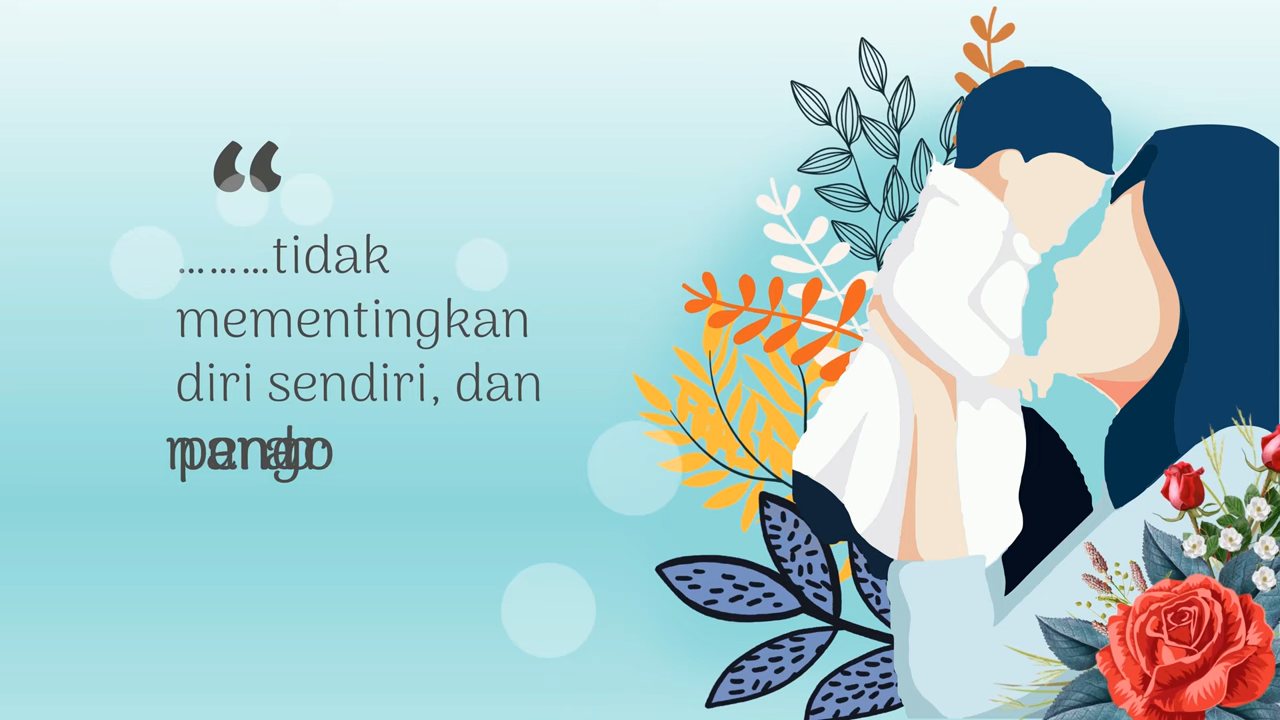 “
………tidak
mementingkan
diri sendiri, dan